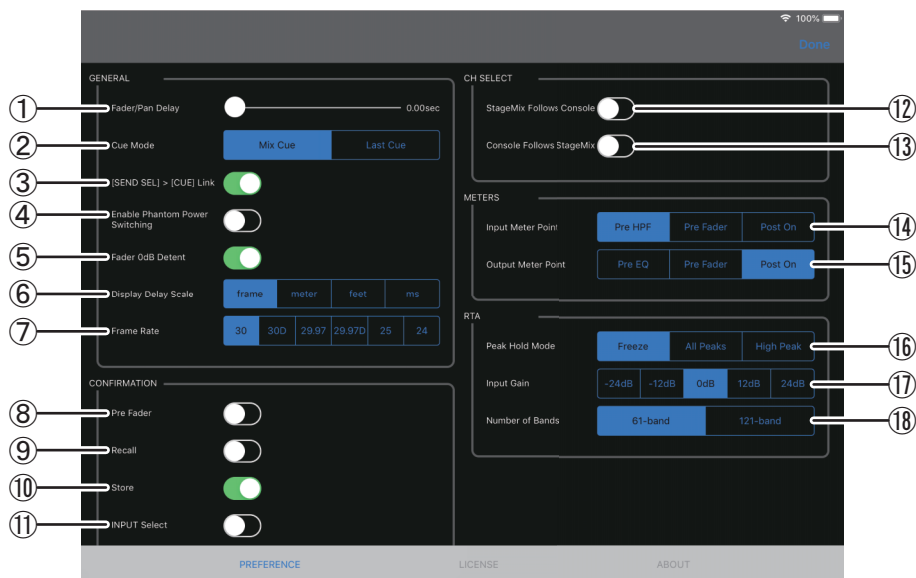 100%
Done
GENERAL
① Fader/Pan Delay 0.00sec
② Cue Mode Mix Cue Last Cue
③ [SEND SEL] > [CUE] Link
④ Enable Phantom Power
Switching
⑤ Fader 0dB Detent
⑥ Display Delay Scale frame meter feet ms
⑦ Frame Rate 30 30D 29.97 29.97D 25 24
CONFIRMATION
⑧ Pre Fader
⑨ Recall
⑩ Store
⑪ INPUT Select
CH SELECT
StageMix Follows Console ⑫
Console Follows StageMix ⑬
METERS
Input Meter Point Pre HPF Pre Fader Post On ⑭
Output Meter Point Pre EQ Pre Fader Post On ⑮
RTA
Peak Hold Mode Freeze All Peaks High Peak ⑯
Input Gain -24dB -12dB 0dB 12dB 24dB ⑰
Number of Bands 61-band 121-band ⑱
PREFERENCE LICENSE ABOUT